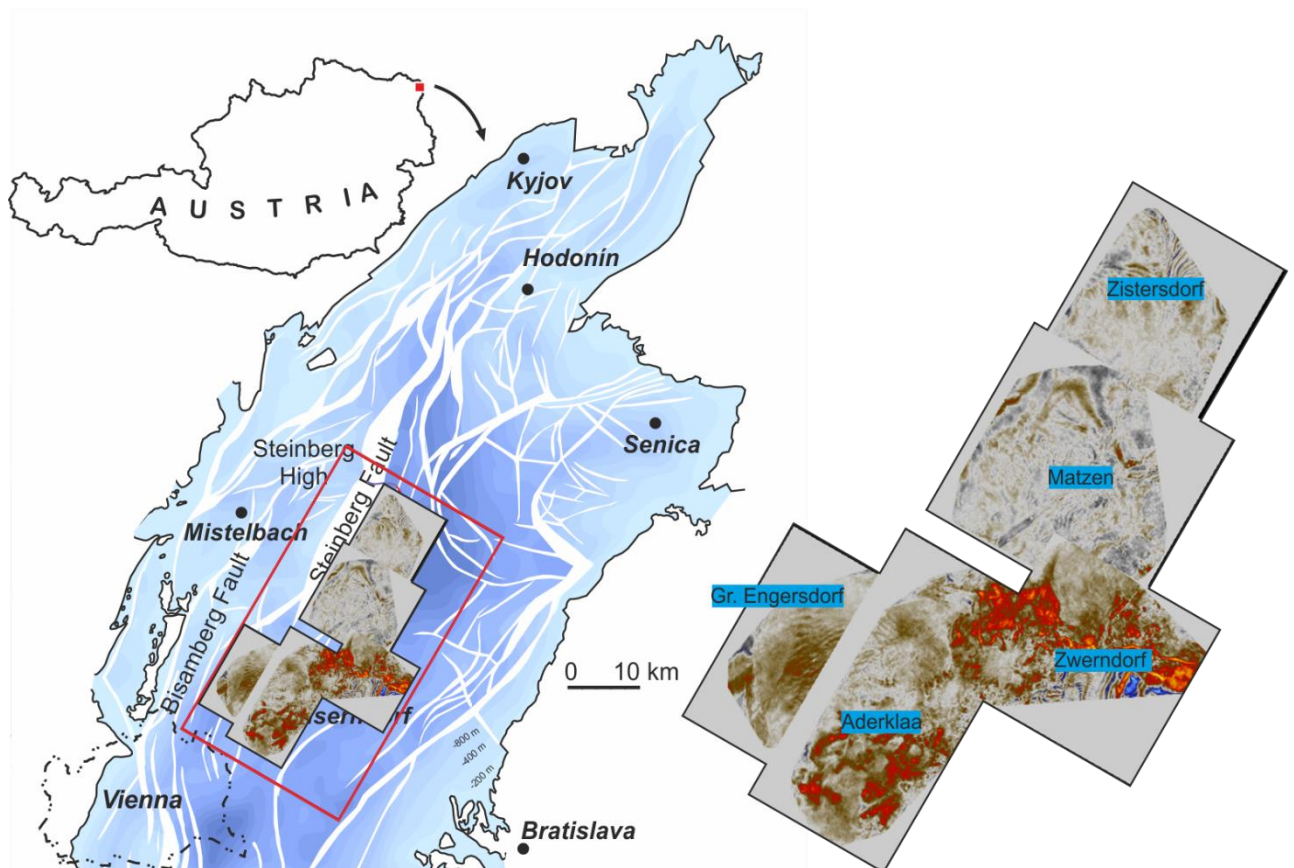 AUSTRIA
Kyjov
Hodonín
Senica
Steinberg
High
Steinberg Fault
Mistelbach
Bisamberg Fault
0 10 km
-800 m
-400 m
-200 m
Vienna
Bratislava
Zistersdorf
Matzen
Gr. Engersdorf
Zwerndorf
Aderklaa